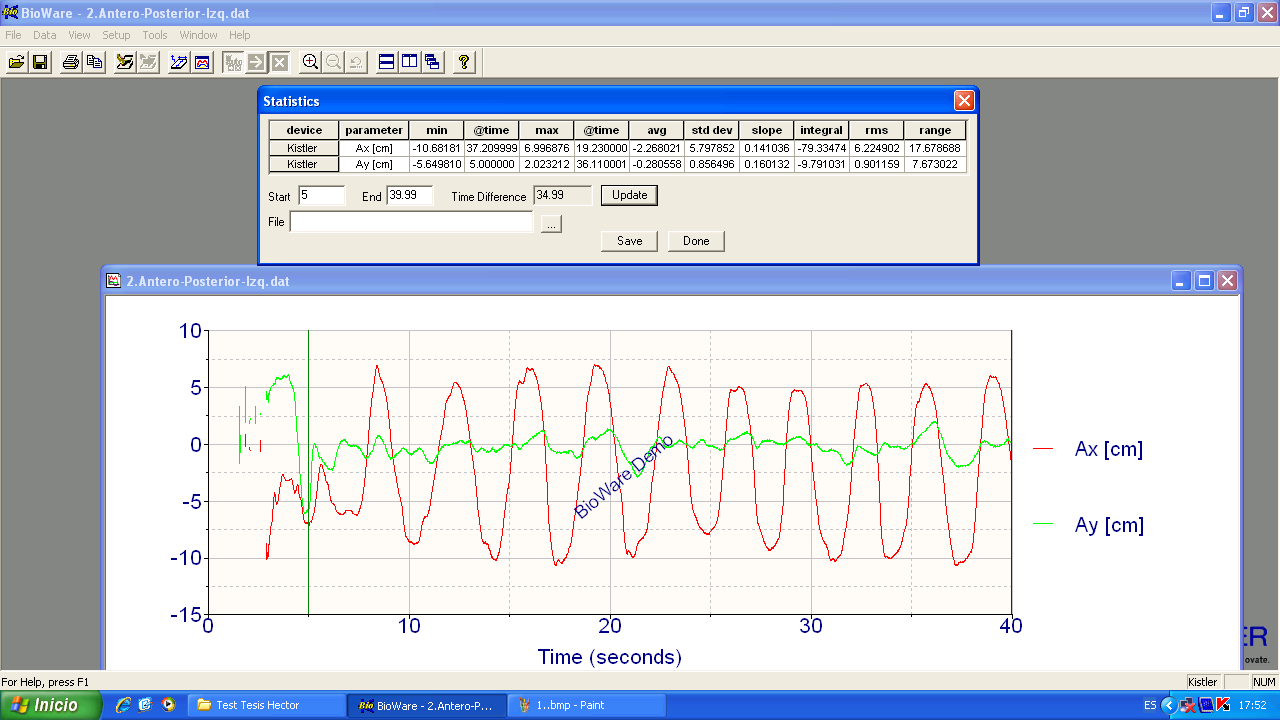 BioWare - 2.Antero-Posterior-Izq.dat
File Data View Setup Tools Window Help
Statistics
device parameter min @time max @time avg std dev slope integral rms range
Kistler Ax [cm] -10.68181 37.209999 6.996876 19.230000 -2.268021 5.797852 0.141036 -79.33474 6.224902 17.678688
Kistler Ay [cm] -5.649810 5.000000 2.023212 36.110001 -0.280558 0.856496 0.160132 -9.791031 0.901159 7.673022
Start 5 End 39.99 Time Difference 34.99 Update
File ...
Save Done
2.Antero-Posterior-Izq.dat
10
5
0
-5
-10
-15
0 10 20 30 40
Time (seconds)
BioWare Demo
Ax [cm]
Ay [cm]
ER
ovate.
For Help, press F1 Kistler NUM
Inicio Test Tesis Hector Bio BioWare - 2.Antero-P... 1..bmp - Paint ES 17:52